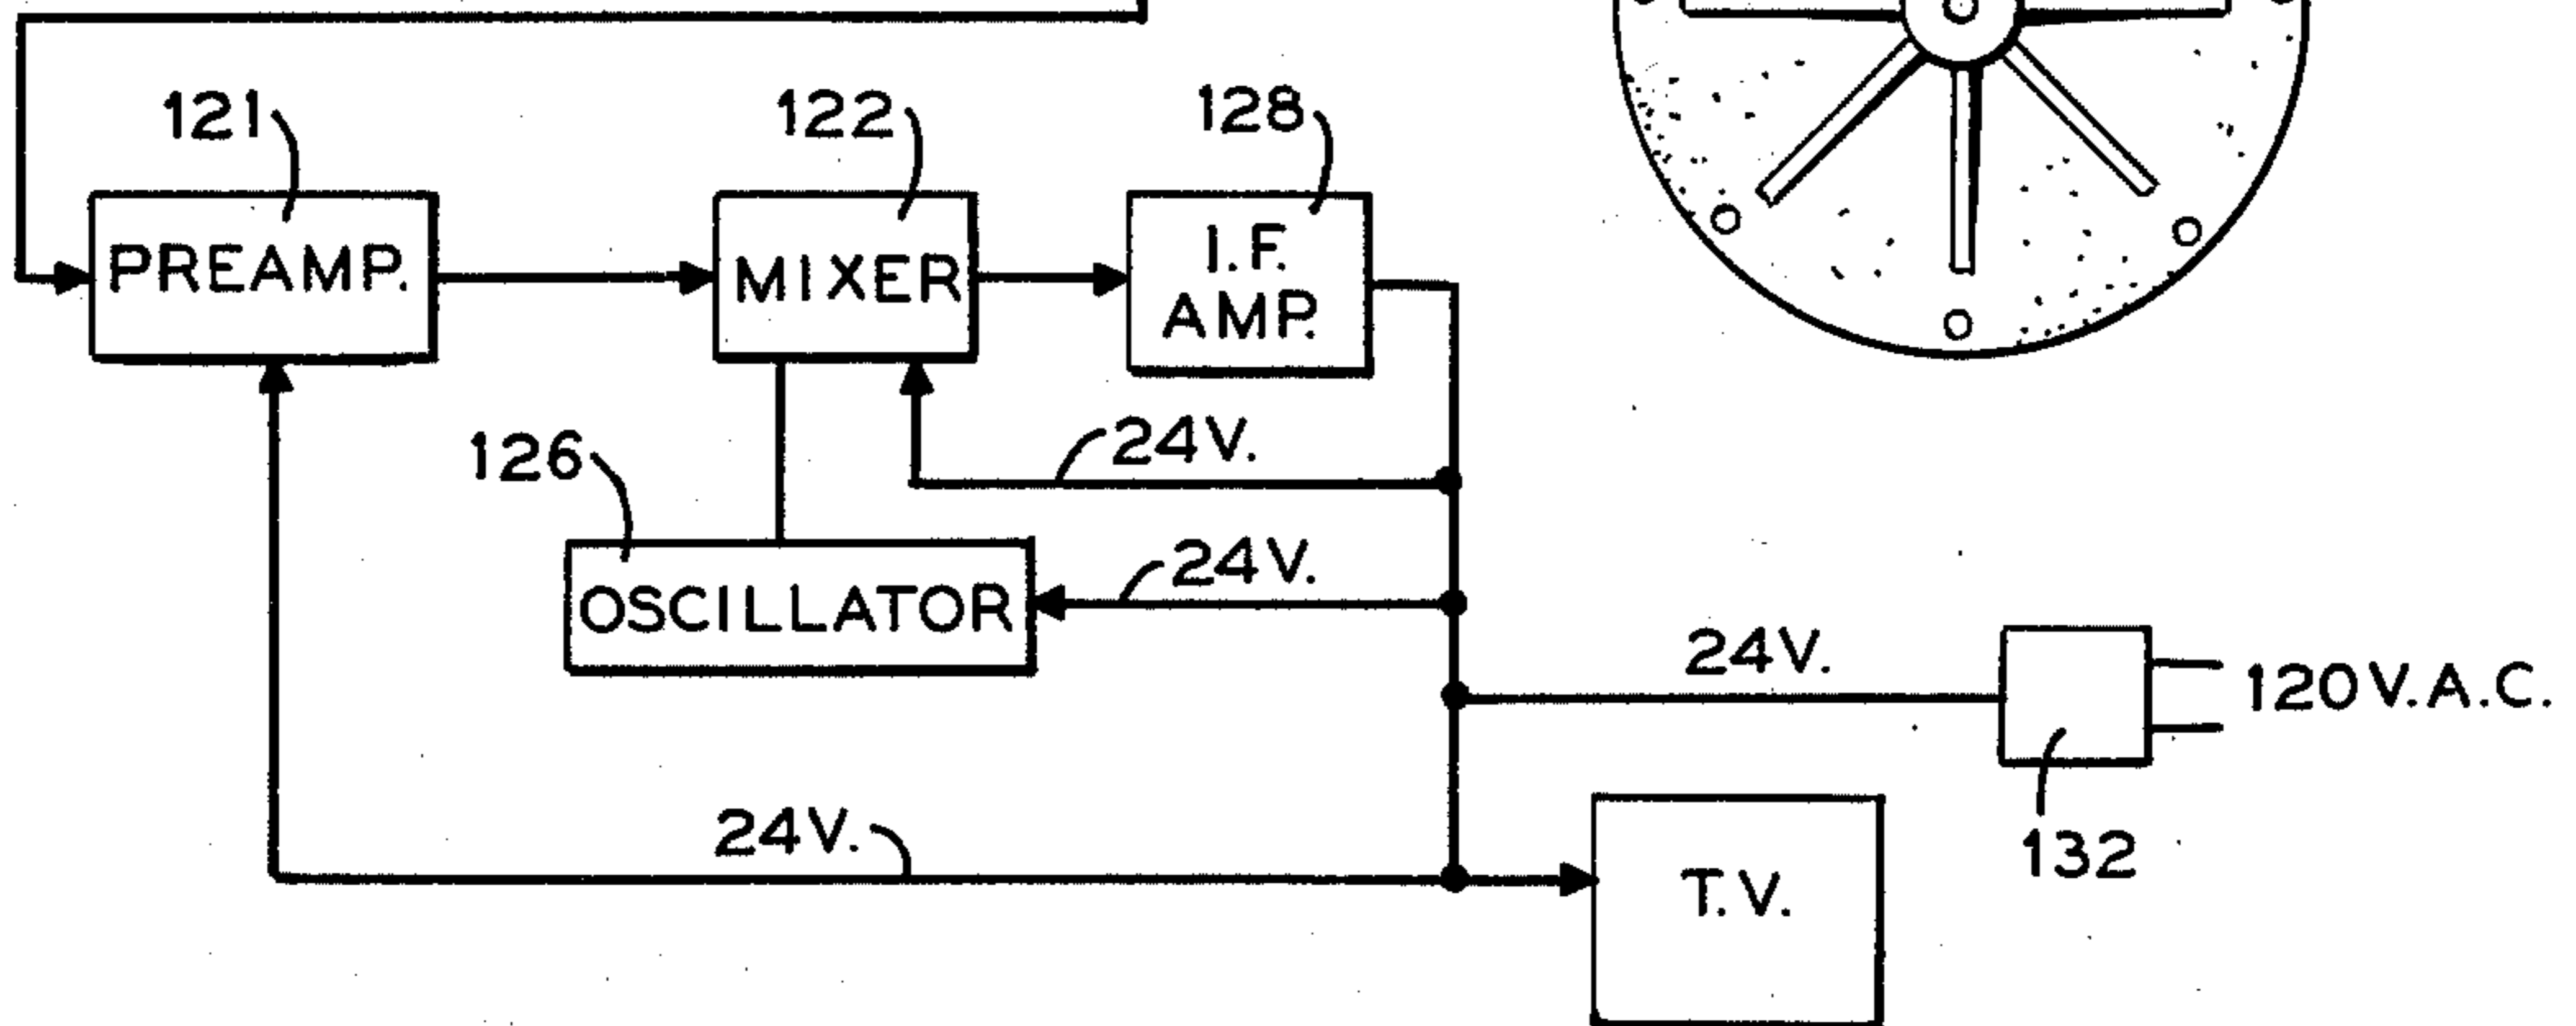 121
122
128
PREAMP.
MIXER
I.F.
AMP.
126
24V.
OSCILLATOR
24V.
24V.
120V.A.C.
132
24V.
T.V.